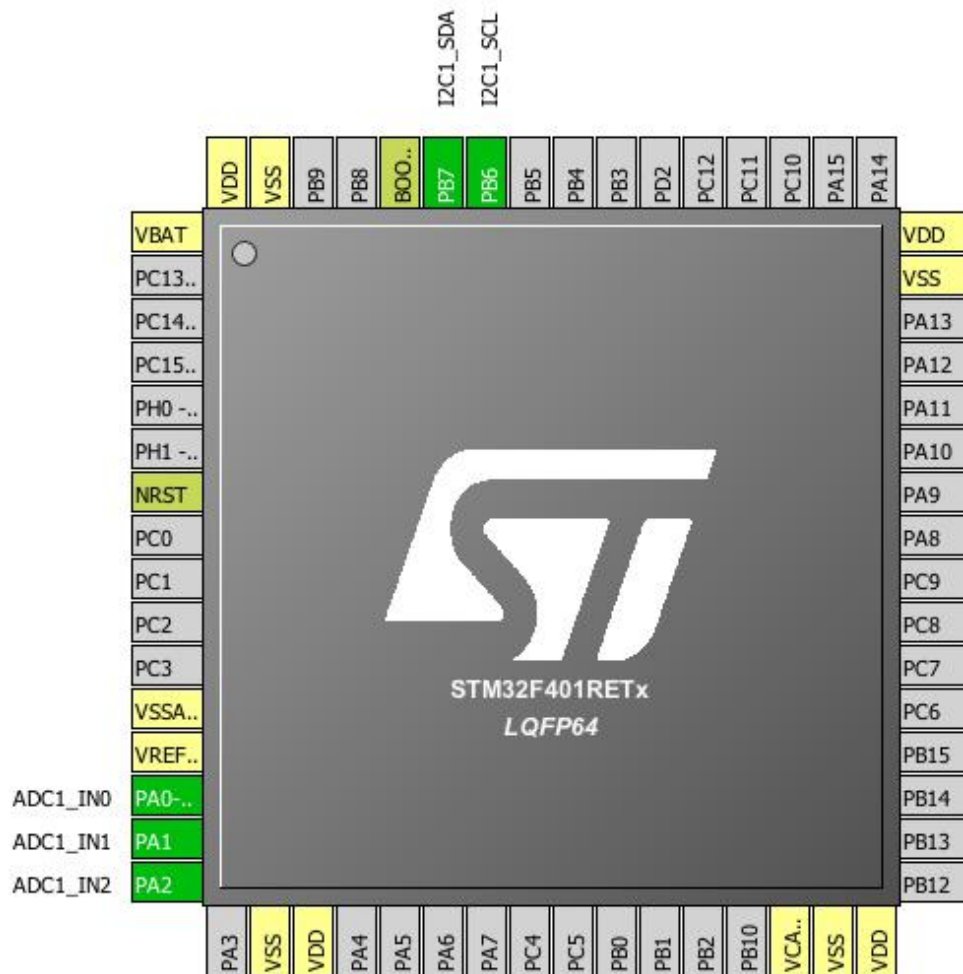 I2C1_SDA
I2C1_SCL
VDD
VSS
PB9
PB8
BOO..
PB7
PB6
PB5
PB4
PB3
PD2
PC12
PC11
PC10
PA15
PA14
VBAT
PC13..
PC14..
PC15..
PH0 -..
PH1 -..
NRST
PC0
PC1
PC2
PC3
VSSA..
VREF..
ADC1_IN0 PA0-..
ADC1_IN1 PA1
ADC1_IN2 PA2
ST
STM32F401RETx
LQFP64
VDD
VSS
PA13
PA12
PA11
PA10
PA9
PA8
PC9
PC8
PC7
PC6
PB15
PB14
PB13
PB12
PA3
VSS
VDD
PA4
PA5
PA6
PA7
PC4
PC5
PB0
PB1
PB2
PB10
VCA..
VSS
VDD